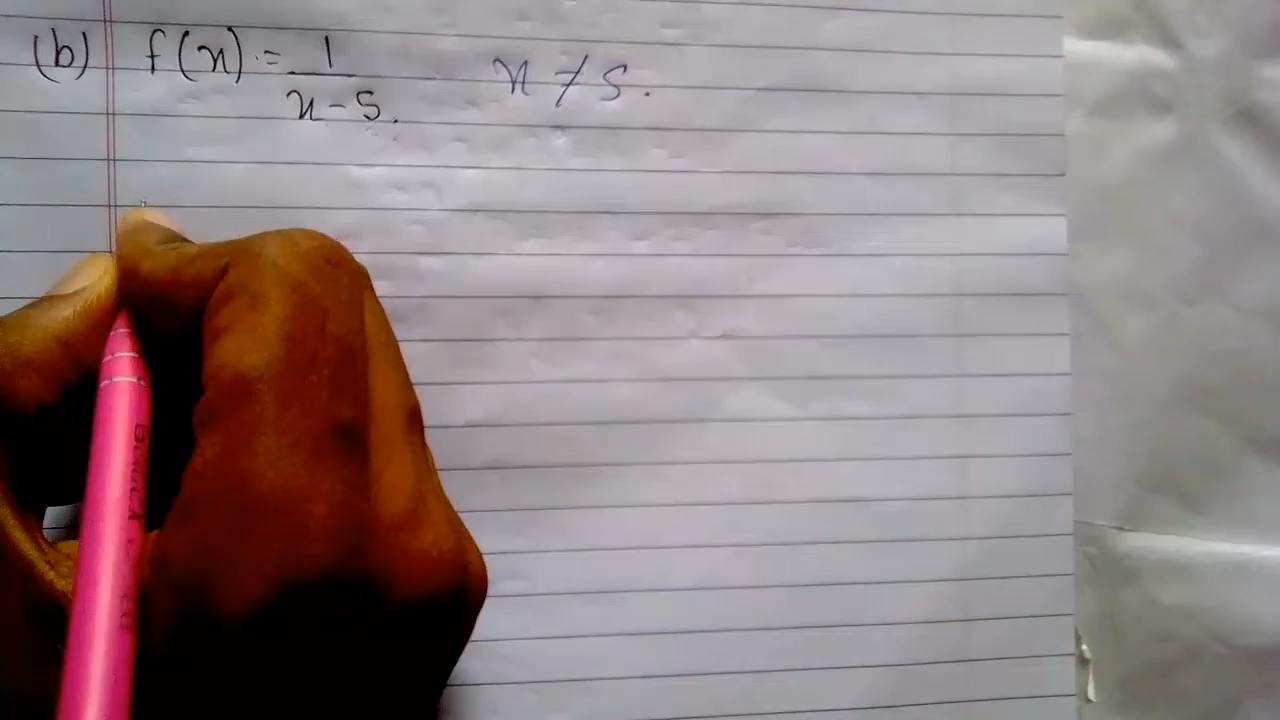 (b) f(x) = 1/(x-5). x ≠ 5.